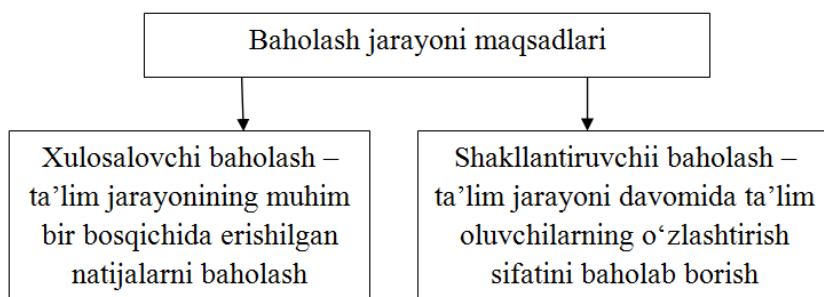 Baholash jarayoni maqsadlari
Xulosalovchi baholash –
ta’lim jarayonining muhim
bir bosqichida erishilgan
natijalarni baholash
Shakllantiruvchii baholash –
ta’lim jarayoni davomida ta’lim
oluvchilarning o‘zlashtirish
sifatini baholab borish